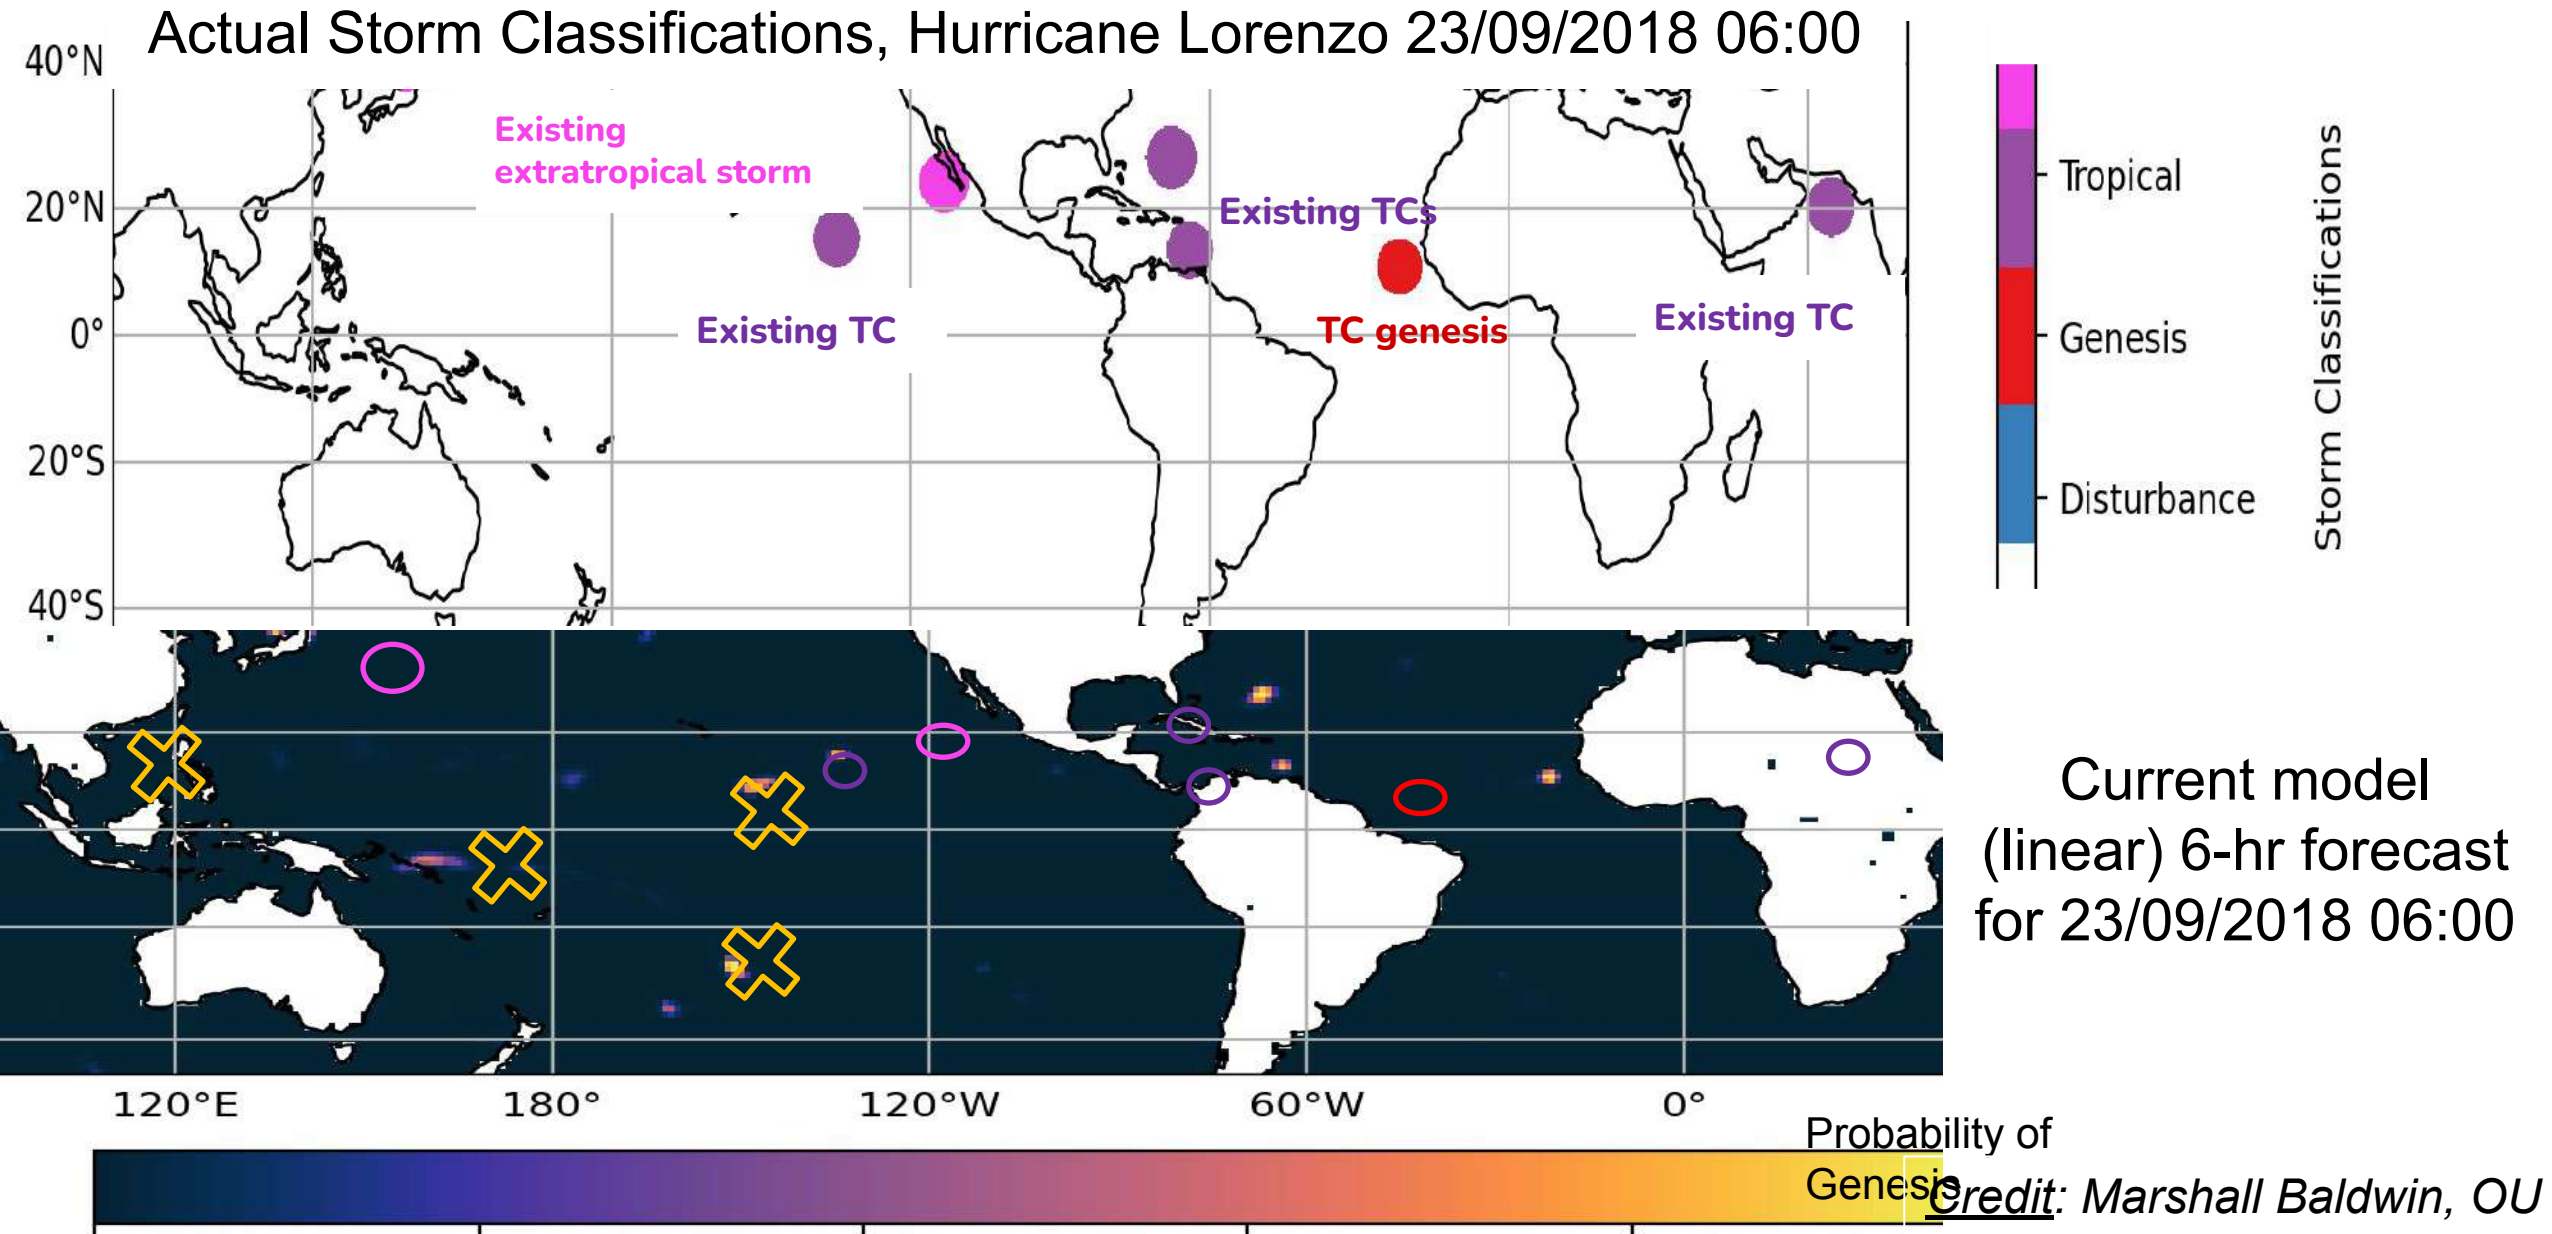 Actual Storm Classifications, Hurricane Lorenzo 23/09/2018 06:00
40°N
20°N
0°
20°S
40°S
Existing
extratropical storm
Existing TCs
Existing TC
TC genesis
Existing TC
Tropical
Genesis
Disturbance
Storm Classifications
Current model
(linear) 6-hr forecast
for 23/09/2018 06:00
120°E
180°
120°W
60°W
0°
Probability of
Genesis
Credit: Marshall Baldwin, OU